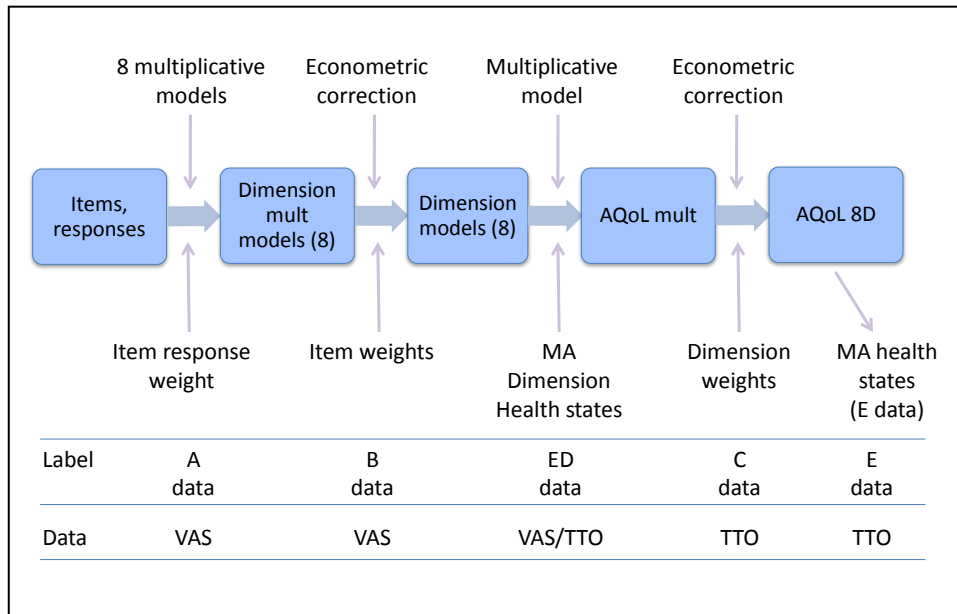 8 multiplicative
models
Econometric
correction
Multiplicative
model
Econometric
correction
Items,
responses
Dimension
mult
models (8)
Dimension
models (8)
AQoL mult
AQoL 8D
Item response
weight
Item weights
MA
Dimension
Health states
Dimension
weights
MA health
states
(E data)
Label
A
data
B
data
ED
data
C
data
E
data
Data
VAS
VAS
VAS/TTO
TTO
TTO